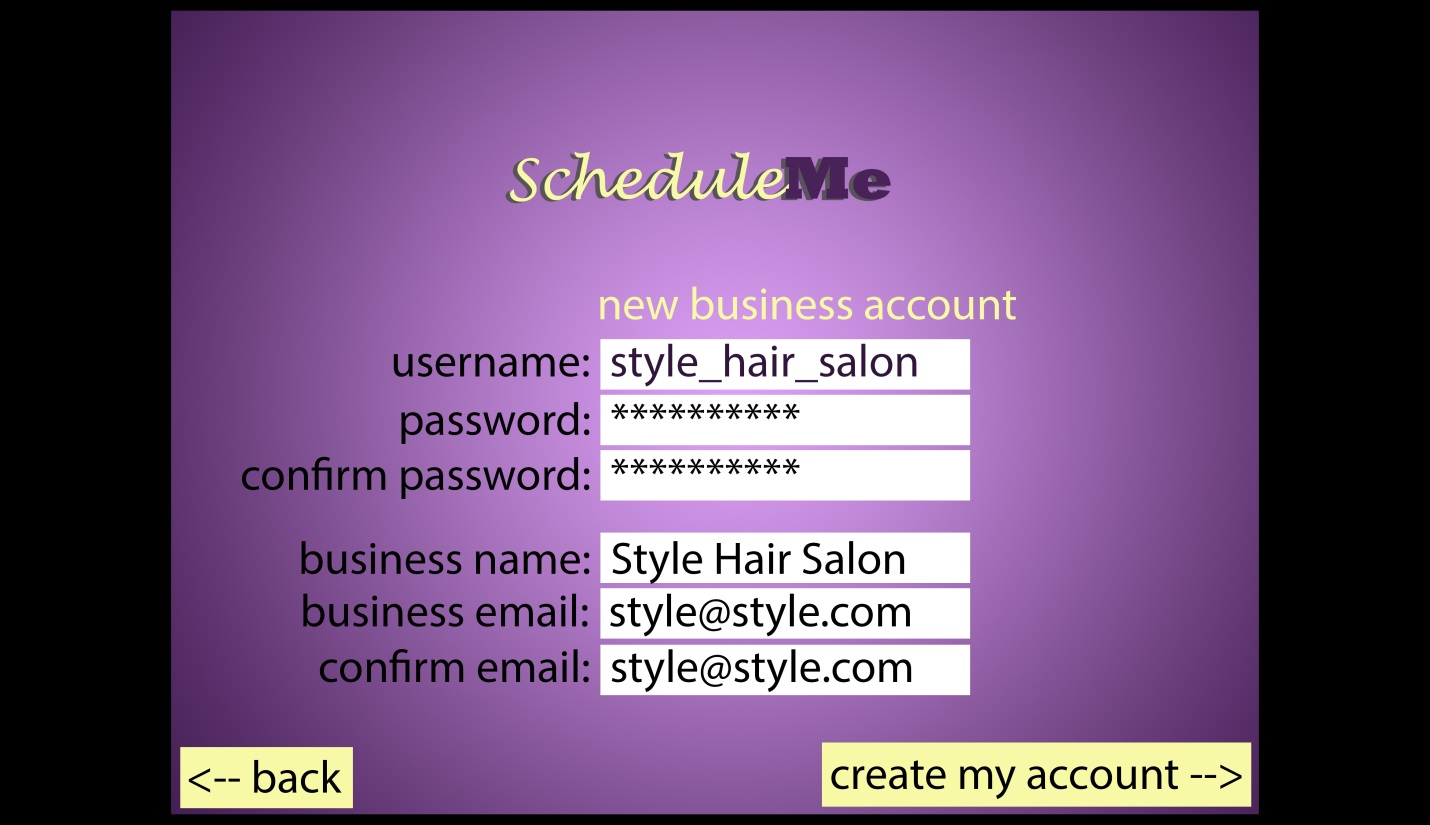 ScheduleMe
new business account
username: style_hair_salon
password: **********
confirm password: **********
business name: Style Hair Salon
business email: style@style.com
confirm email: style@style.com
<-- back
create my account -->